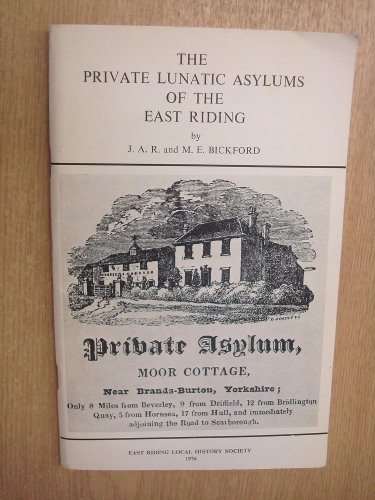 THE
PRIVATE LUNATIC ASYLUMS
OF THE
EAST RIDING
by
J. A. R. and M. E. BICKFORD
Private Asylum,
MOOR COTTAGE,
Near Brands-Burton, Yorkshire;
Only 8 Miles from Beverley, 9 from Driffield, 12 from Bridlington
Quay, 5 from Hornsea, 17 from Hull, and immediately
adjoining the Road to Scarborough.
EAST RIDING LOCAL HISTORY SOCIETY
1976